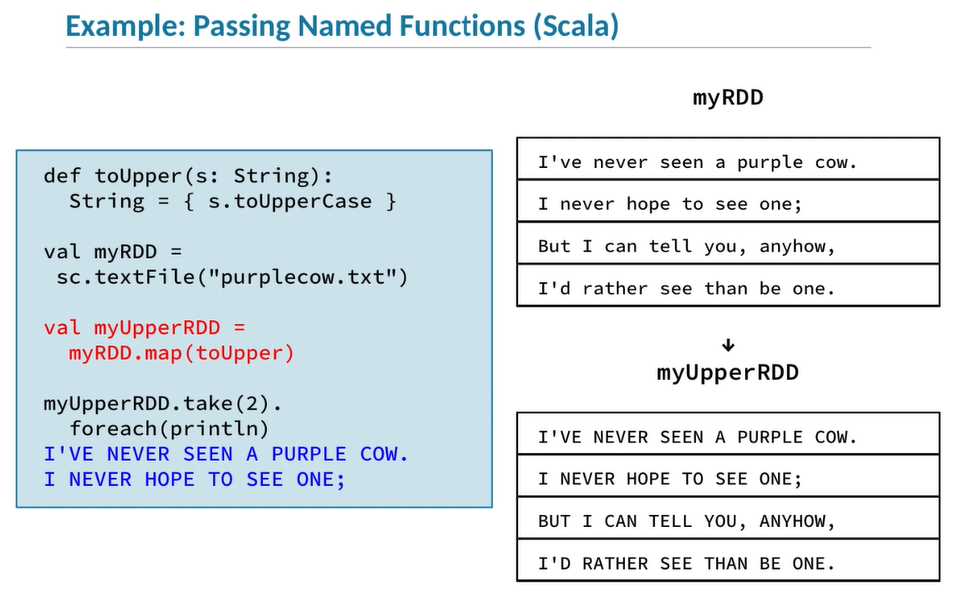 Example: Passing Named Functions (Scala)
def toUpper(s: String):
  String = { s.toUpperCase }
val myRDD =
 sc.textFile("purplecow.txt")
val myUpperRDD =
  myRDD.map(toUpper)
myUpperRDD.take(2).
  foreach(println)
I'VE NEVER SEEN A PURPLE COW.
I NEVER HOPE TO SEE ONE;
myRDD
I've never seen a purple cow.
I never hope to see one;
But I can tell you, anyhow,
I'd rather see than be one.
↓
myUpperRDD
I'VE NEVER SEEN A PURPLE COW.
I NEVER HOPE TO SEE ONE;
BUT I CAN TELL YOU, ANYHOW,
I'D RATHER SEE THAN BE ONE.